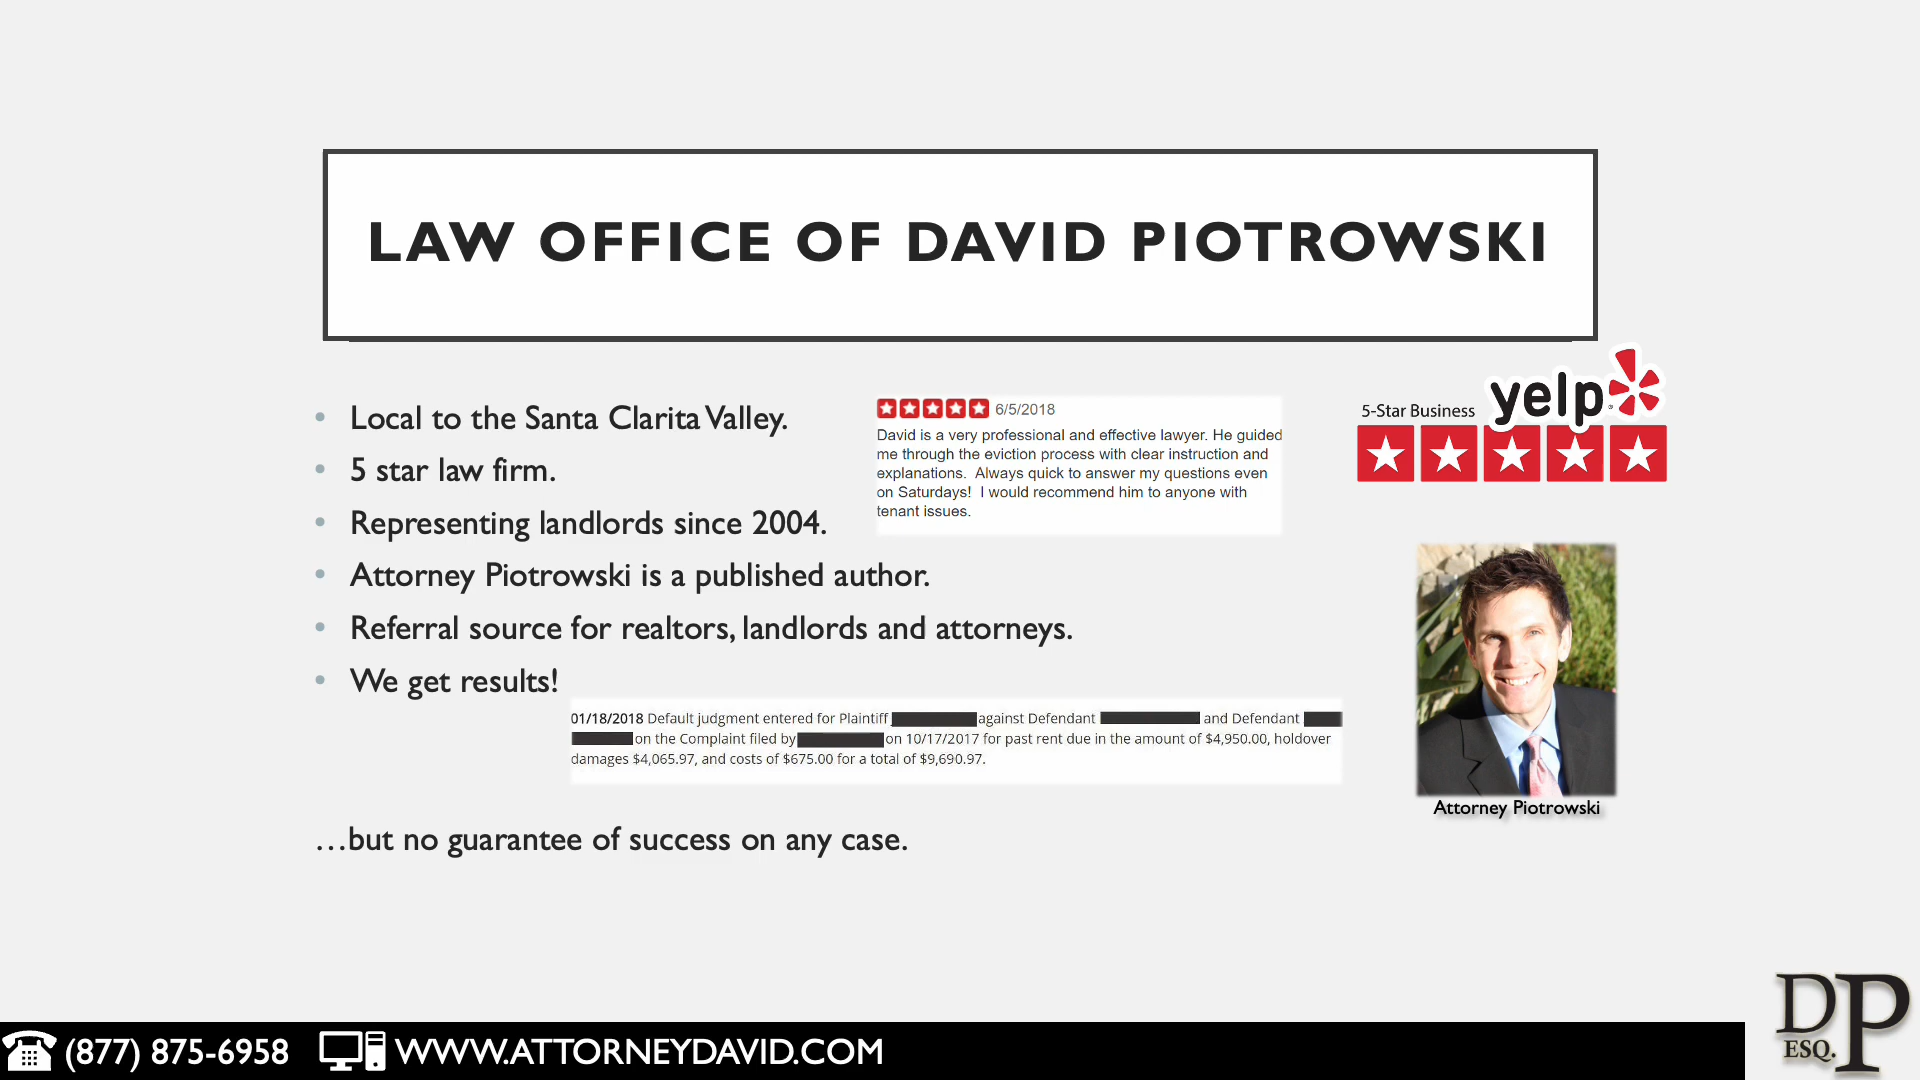 LAW OFFICE OF DAVID PIOTROWSKI
• Local to the Santa Clarita Valley.
• 5 star law firm.
• Representing landlords since 2004.
• Attorney Piotrowski is a published author.
• Referral source for realtors, landlords and attorneys.
• We get results!
6/5/2018
David is a very professional and effective lawyer. He guided
me through the eviction process with clear instruction and
explanations. Always quick to answer my questions even
on Saturdays! I would recommend him to anyone with
tenant issues.
yelp
5-Star Business
01/18/2018 Default judgment entered for Plaintiff against Defendant and Defendant
on the Complaint filed by on 10/17/2017 for past rent due in the amount of $4,950.00, holdover
damages $4,065.97, and costs of $675.00 for a total of $9,690.97.
Attorney Piotrowski
…but no guarantee of success on any case.
(877) 875-6958 WWW.ATTORNEYDAVID.COM
DP
ESQ.